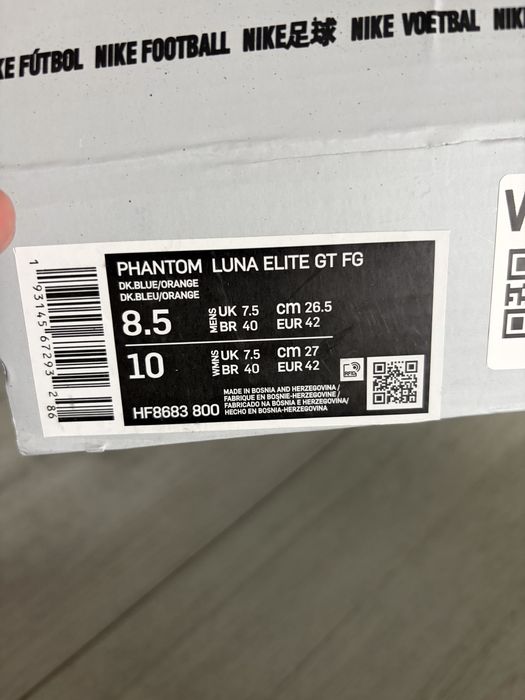 KE FÚTBOL NIKE FOOTBALL NIKE足球 NIKE VOETBAL NIK
PHANTOM LUNA ELITE GT FG
DK.BLUE/ORANGE
DK.BLEU/ORANGE
8.5 MENS UK 7.5 cm 26.5
BR 40 EUR 42
10 WMNS UK 7.5 cm 27
BR 40 EUR 42
RFID
HF8683 800
MADE IN BOSNIA AND HERZEGOVINA/
FABRIQUE EN BOSNIE-HERZEGOVINE/
FABRICADO NA BÓSNIA E HERZEGOVINA/
HECHO EN BOSNIA-HERZEGOVINA
1 93145 67293 2 86